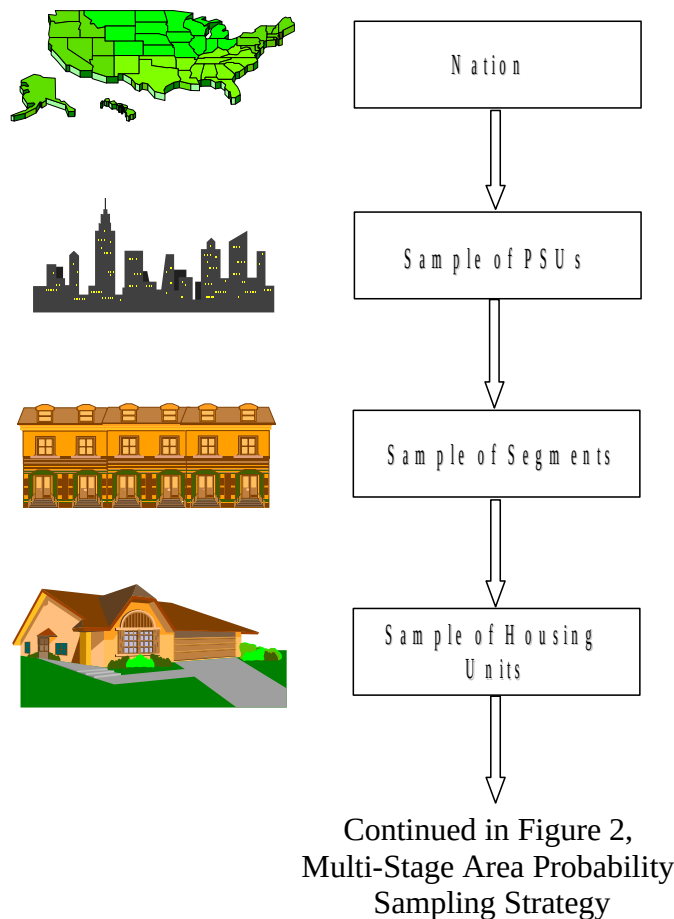 Nation
Sample of PSUs
Sample of Segments
Sample of Housing
Units
Continued in Figure 2,
Multi-Stage Area Probability
Sampling Strategy